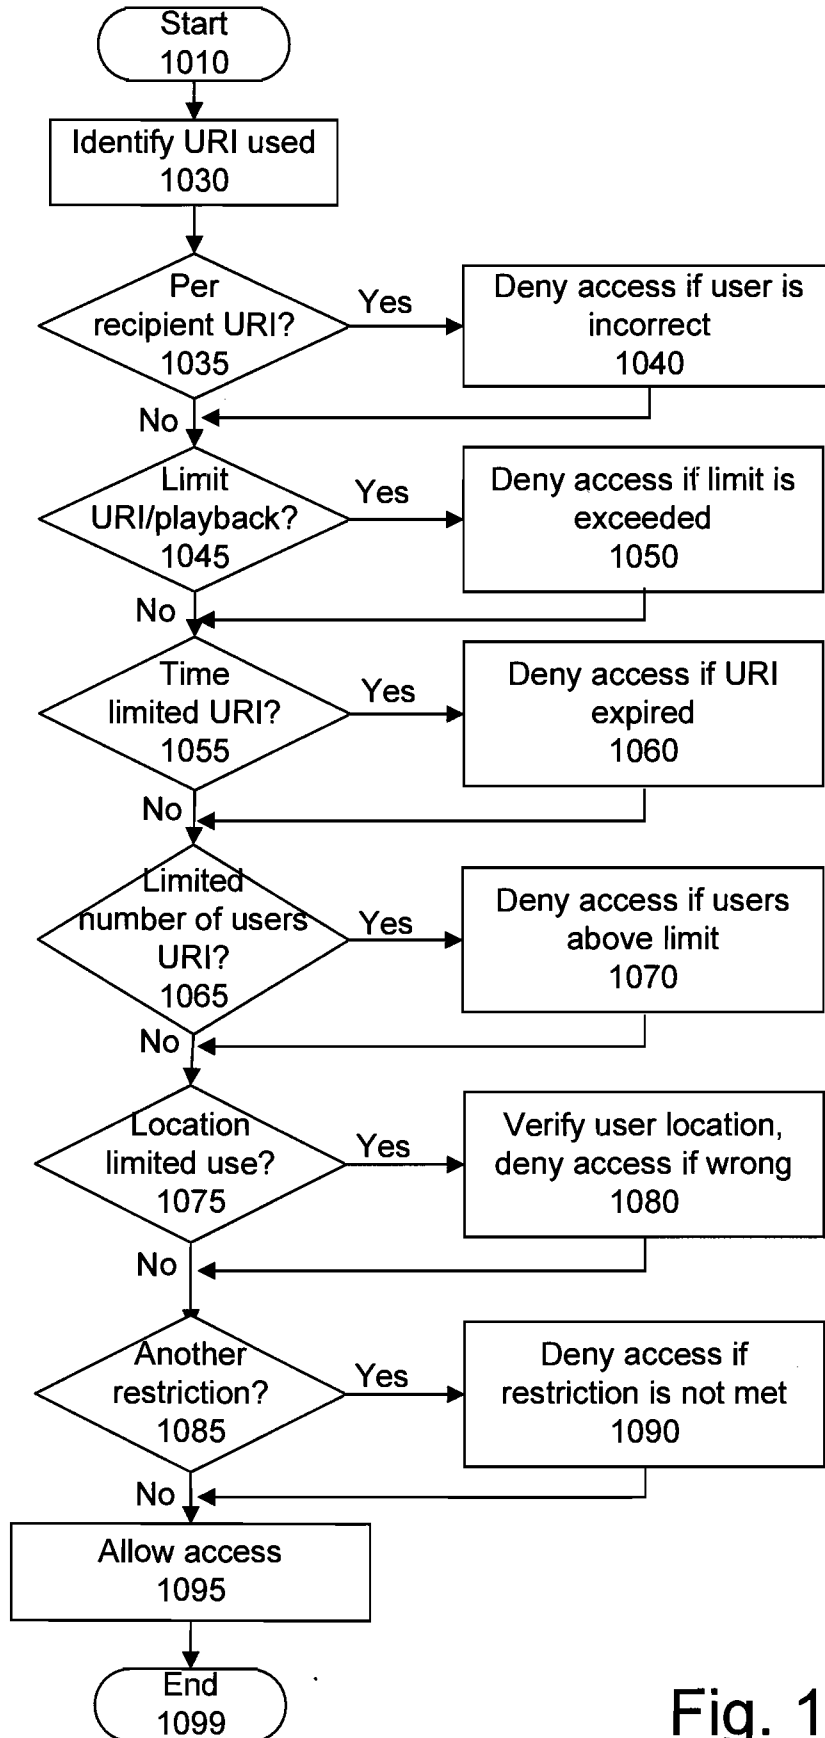 Start
1010
Identify URI used
1030
Per
recipient URI?
1035
Yes
Deny access if user is
incorrect
1040
No
Limit
URI/playback?
1045
Yes
Deny access if limit is
exceeded
1050
No
Time
limited URI?
1055
Yes
Deny access if URI
expired
1060
No
Limited
number of users
URI?
1065
Yes
Deny access if users
above limit
1070
No
Location
limited use?
1075
Yes
Verify user location,
deny access if wrong
1080
No
Another
restriction?
1085
Yes
Deny access if
restriction is not met
1090
No
Allow access
1095
End
1099
Fig. 1